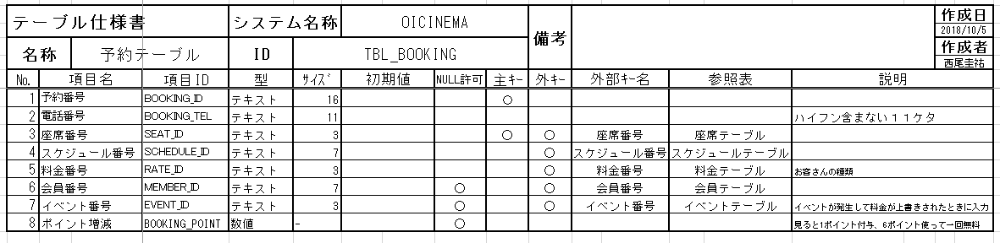 テーブル仕様書 システム名称 OICINEMA 備考 作成日
2018/10/5
作成者
名称 予約テーブル ID TBL_BOOKING 西尾圭祐
No. 項目名 項目ID 型 ｻｲｽﾞ 初期値 NULL許可 主キー 外キー 外部キー名 参照表 説明
1 予約番号 BOOKING_ID テキスト 16 ○
2 電話番号 BOOKING_TEL テキスト 11 ハイフン含まない１１ケタ
3 座席番号 SEAT_ID テキスト 3 ○ ○ 座席番号 座席テーブル
4 スケジュール番号 SCHEDULE_ID テキスト 7 ○ スケジュール番号 スケジュールテーブル
5 料金番号 RATE_ID テキスト 3 ○ 料金番号 料金テーブル お客さんの種類
6 会員番号 MEMBER_ID テキスト 7 ○ ○ 会員番号 会員テーブル
7 イベント番号 EVENT_ID テキスト 3 ○ ○ イベント番号 イベントテーブル イベントが発生して料金が上書きされたときに入力
8 ポイント増減 BOOKING_POINT 数値 - ○ 見ると1ポイント付与、6ポイント使って一回無料